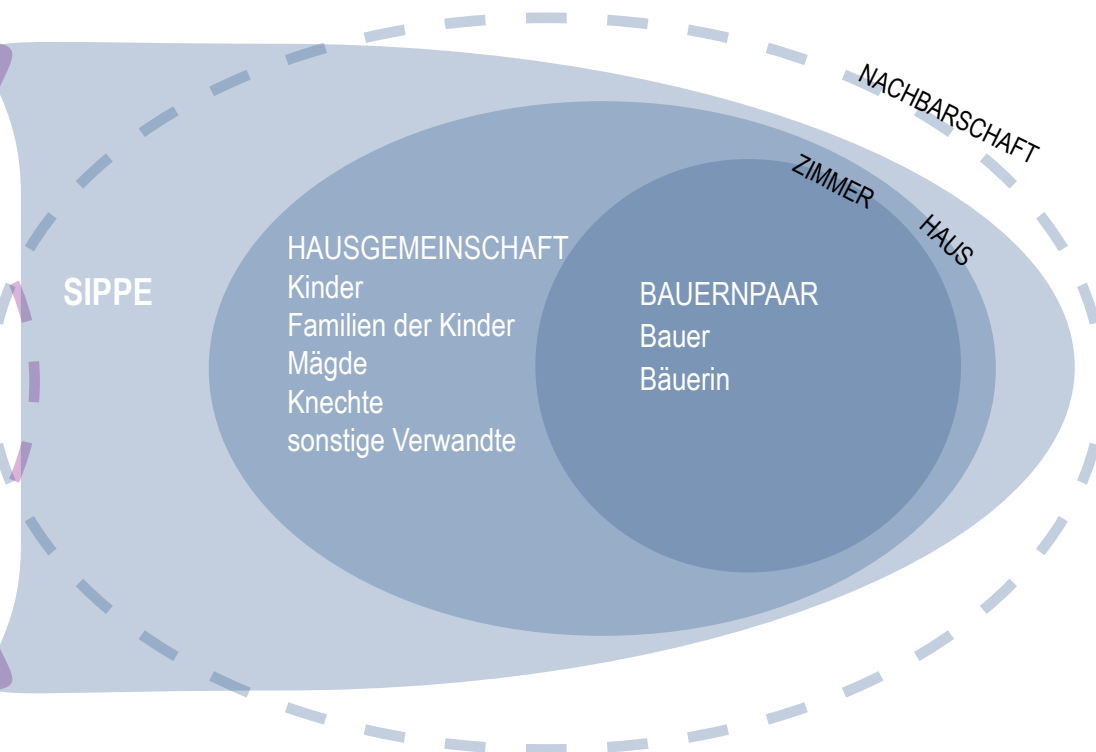 NACHBARSCHAFT
ZIMMER
HAUS
SIPPE
HAUSGEMEINSCHAFT
Kinder
Familien der Kinder
Mägde
Knechte
sonstige Verwandte
BAUERNPAAR
Bauer
Bäuerin